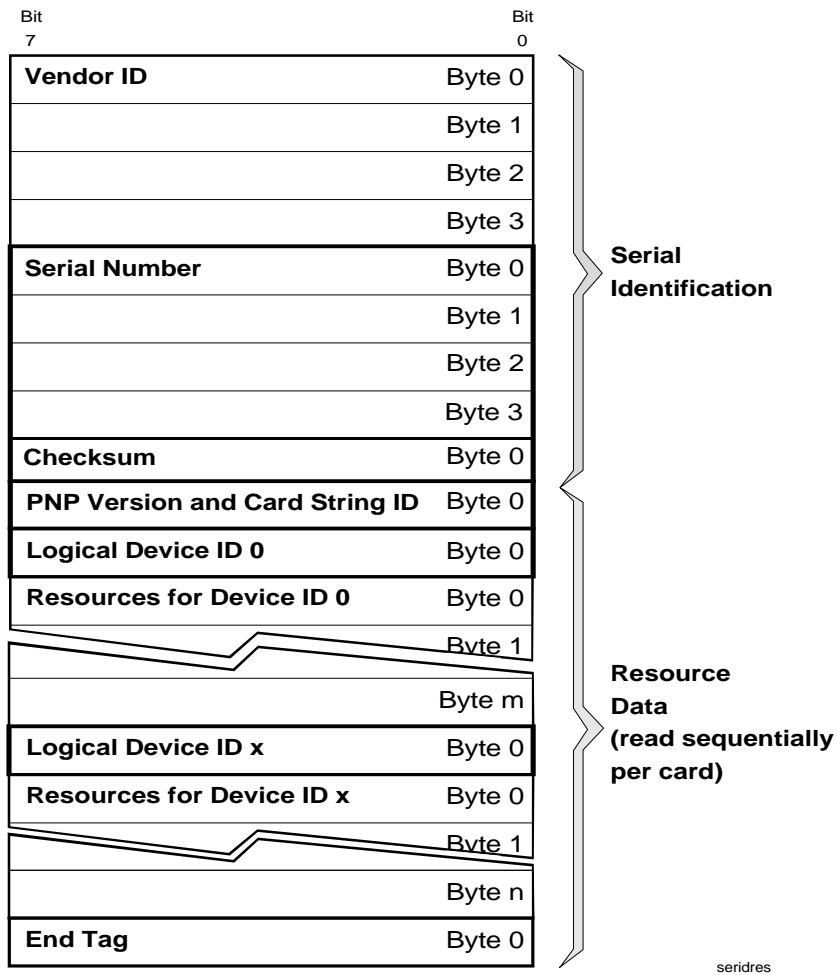 Bit Bit
7 0
Vendor ID Byte 0
Byte 1
Byte 2
Byte 3
Serial Number Byte 0
Byte 1
Byte 2
Byte 3
Checksum Byte 0
PNP Version and Card String ID Byte 0
Logical Device ID 0 Byte 0
Resources for Device ID 0 Byte 0
Byte 1
Byte m
Logical Device ID x Byte 0
Resources for Device ID x Byte 0
Byte 1
Byte n
End Tag Byte 0
Serial
Identification
Resource
Data
(read sequentially
per card)
seridres